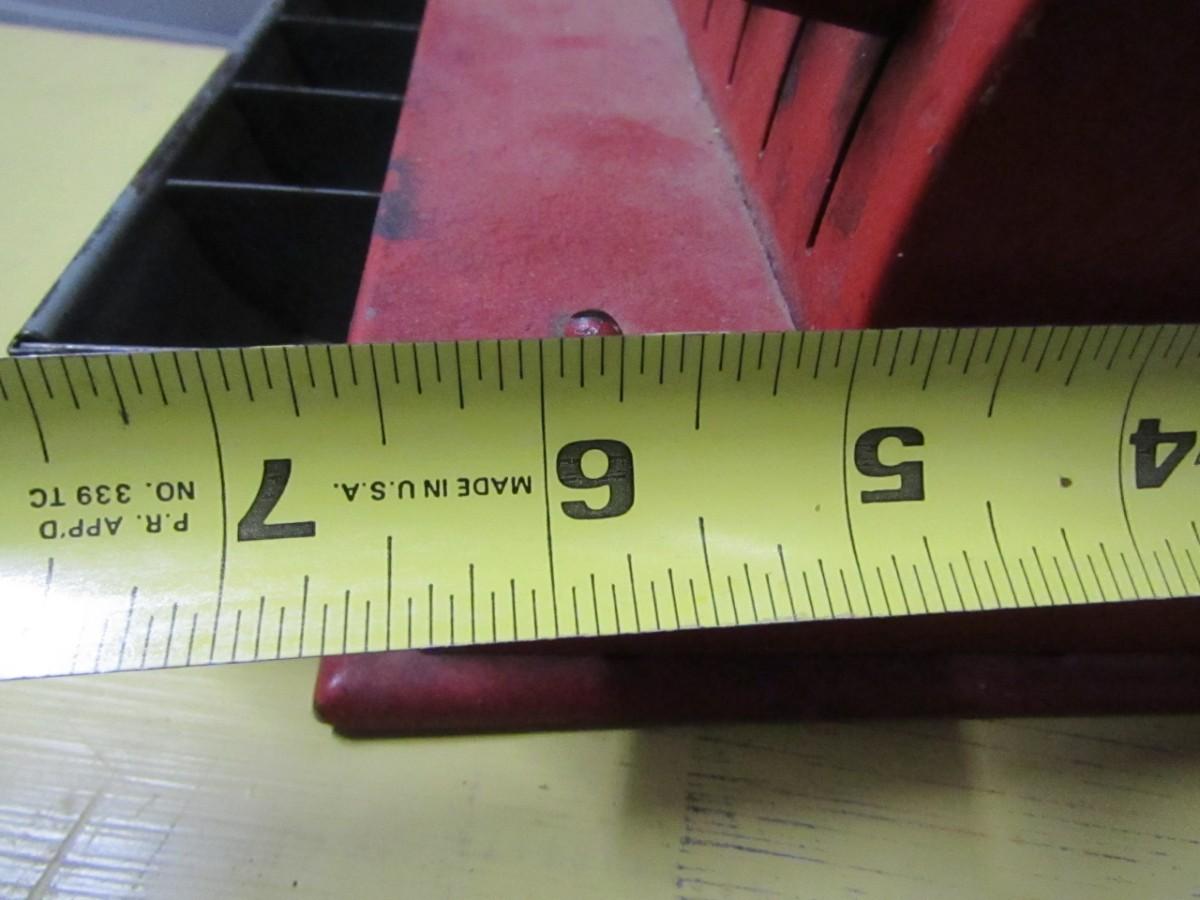 4 5 6 MADE IN U.S.A. 7
P.R. APP'D
NO. 339 TC